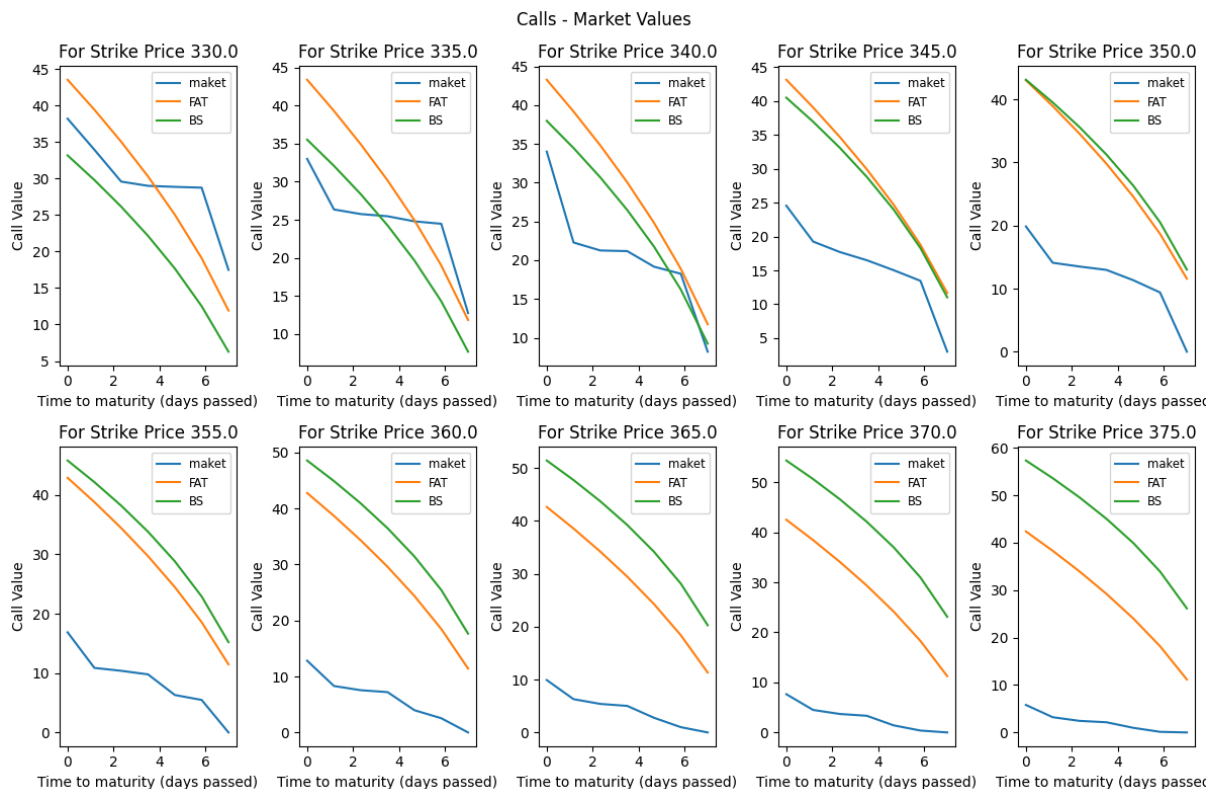 Calls - Market Values
For Strike Price 330.0
For Strike Price 335.0
For Strike Price 340.0
For Strike Price 345.0
For Strike Price 350.0
45
40
35
30
25
20
15
10
5
Call Value
maket
FAT
BS
0
2
4
6
Time to maturity (days passed)
45
40
35
30
25
20
15
10
Call Value
maket
FAT
BS
0
2
4
6
Time to maturity (days passed)
45
40
35
30
25
20
15
10
Call Value
maket
FAT
BS
0
2
4
6
Time to maturity (days passed)
45
40
35
30
25
20
15
10
5
Call Value
maket
FAT
BS
0
2
4
6
Time to maturity (days passed)
40
30
20
10
0
Call Value
maket
FAT
BS
0
2
4
6
Time to maturity (days passed)
For Strike Price 355.0
For Strike Price 360.0
For Strike Price 365.0
For Strike Price 370.0
For Strike Price 375.0
40
30
20
10
0
Call Value
maket
FAT
BS
0
2
4
6
Time to maturity (days passed)
50
40
30
20
10
0
Call Value
maket
FAT
BS
0
2
4
6
Time to maturity (days passed)
50
40
30
20
10
0
Call Value
maket
FAT
BS
0
2
4
6
Time to maturity (days passed)
50
40
30
20
10
0
Call Value
maket
FAT
BS
0
2
4
6
Time to maturity (days passed)
60
50
40
30
20
10
0
Call Value
maket
FAT
BS
0
2
4
6
Time to maturity (days passed)